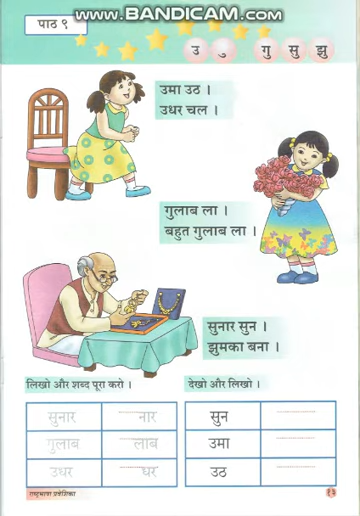 WWW.BANDICAM.COM
पाठ ९
उ ु गु सु झु
उमा उठ ।
उधर चल ।
गुलाब ला ।
बहुत गुलाब ला ।
सुनार सुन ।
झुमका बना ।
लिखो और शब्द पूरा करो ।
देखो और लिखो ।
सुनार नार
सुन
गुलाब लाब
उमा
उधर धर
उठ
राष्ट्रभाषा प्रवेशिका
१३